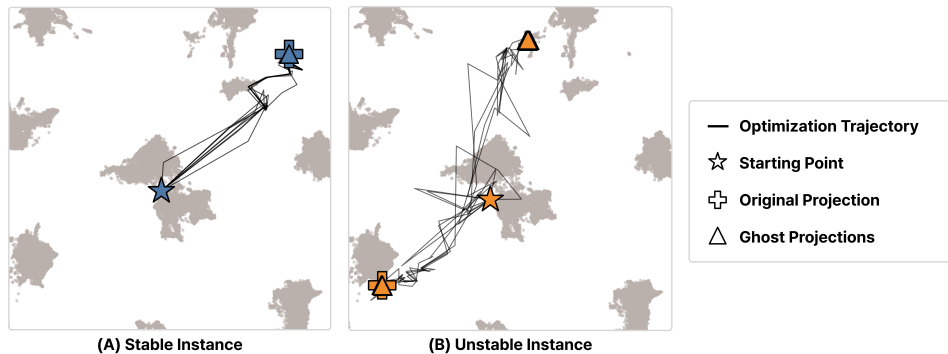 Optimization Trajectory
Starting Point
Original Projection
Ghost Projections
(A) Stable Instance
(B) Unstable Instance